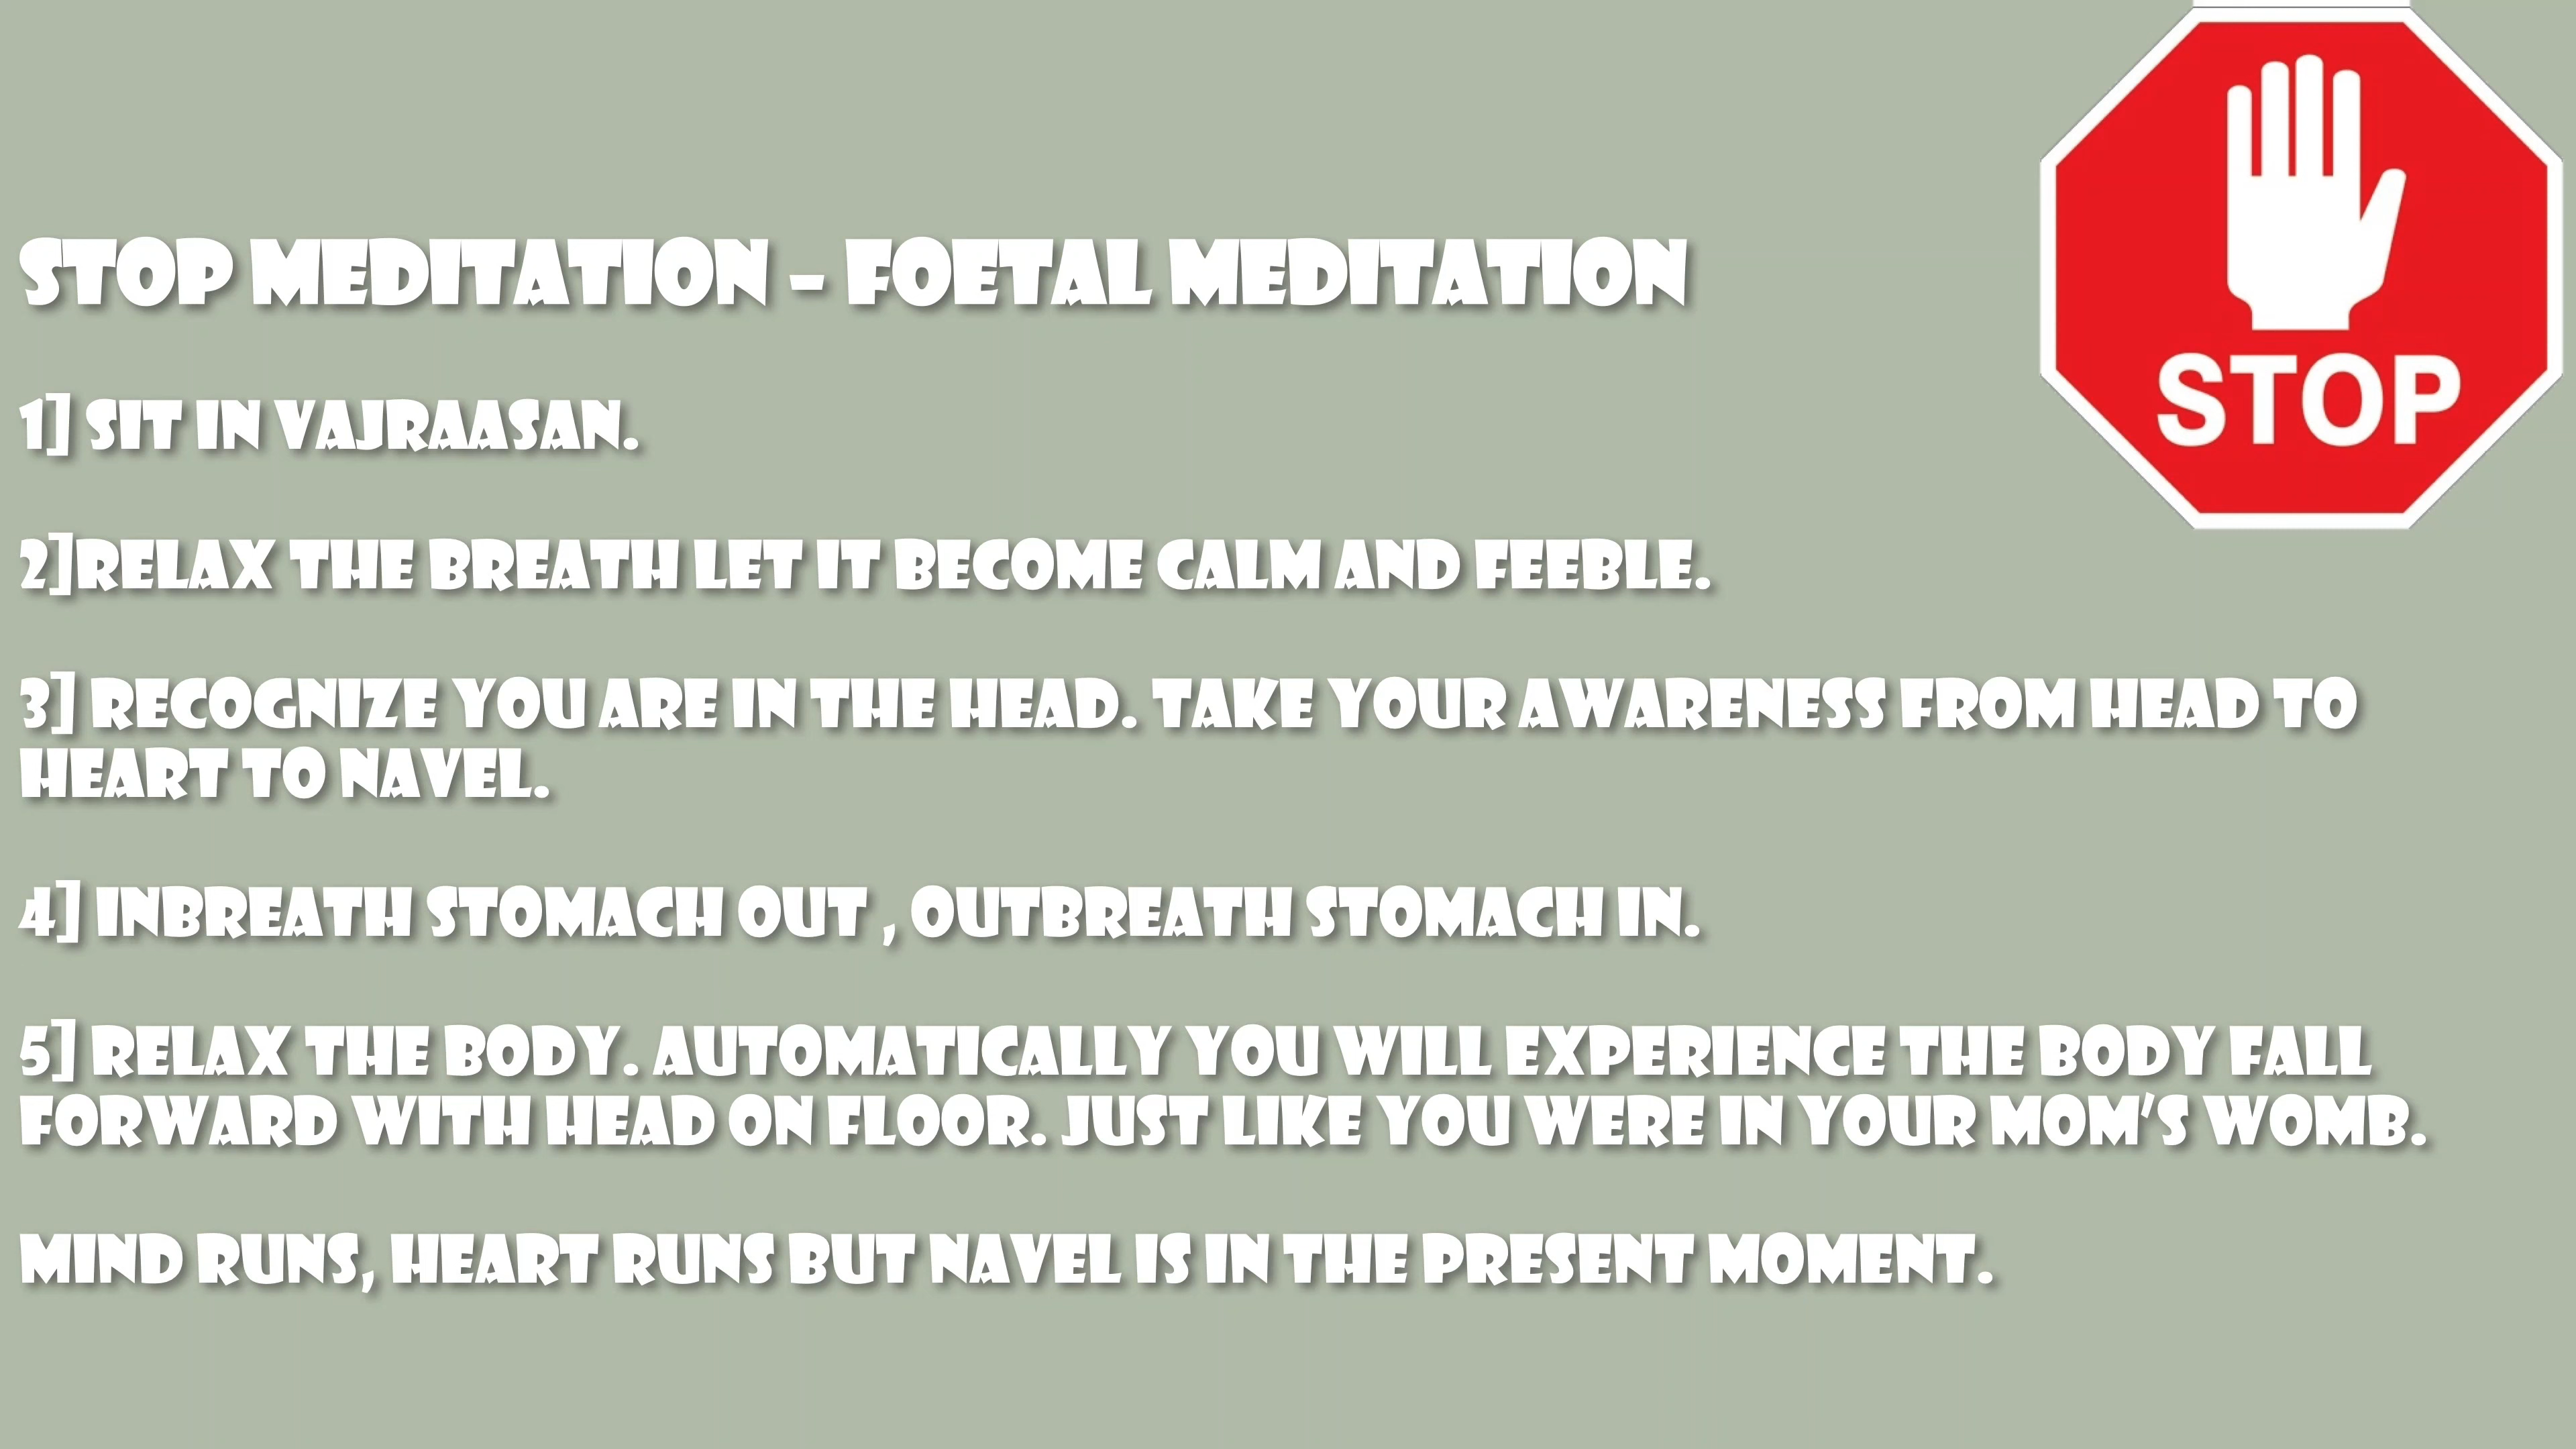 STOP MEDITATION - FOETAL MEDITATION
STOP
1] SIT IN VAJRAASAN.
2]RELAX THE BREATH LET IT BECOME CALM AND FEEBLE.
3] RECOGNIZE YOU ARE IN THE HEAD. TAKE YOUR AWARENESS FROM HEAD TO
HEART TO NAVEL.
4] INBREATH STOMACH OUT , OUTBREATH STOMACH IN.
5] RELAX THE BODY. AUTOMATICALLY YOU WILL EXPERIENCE THE BODY FALL
FORWARD WITH HEAD ON FLOOR. JUST LIKE YOU WERE IN YOUR MOM'S WOMB.
MIND RUNS, HEART RUNS BUT NAVEL IS IN THE PRESENT MOMENT.